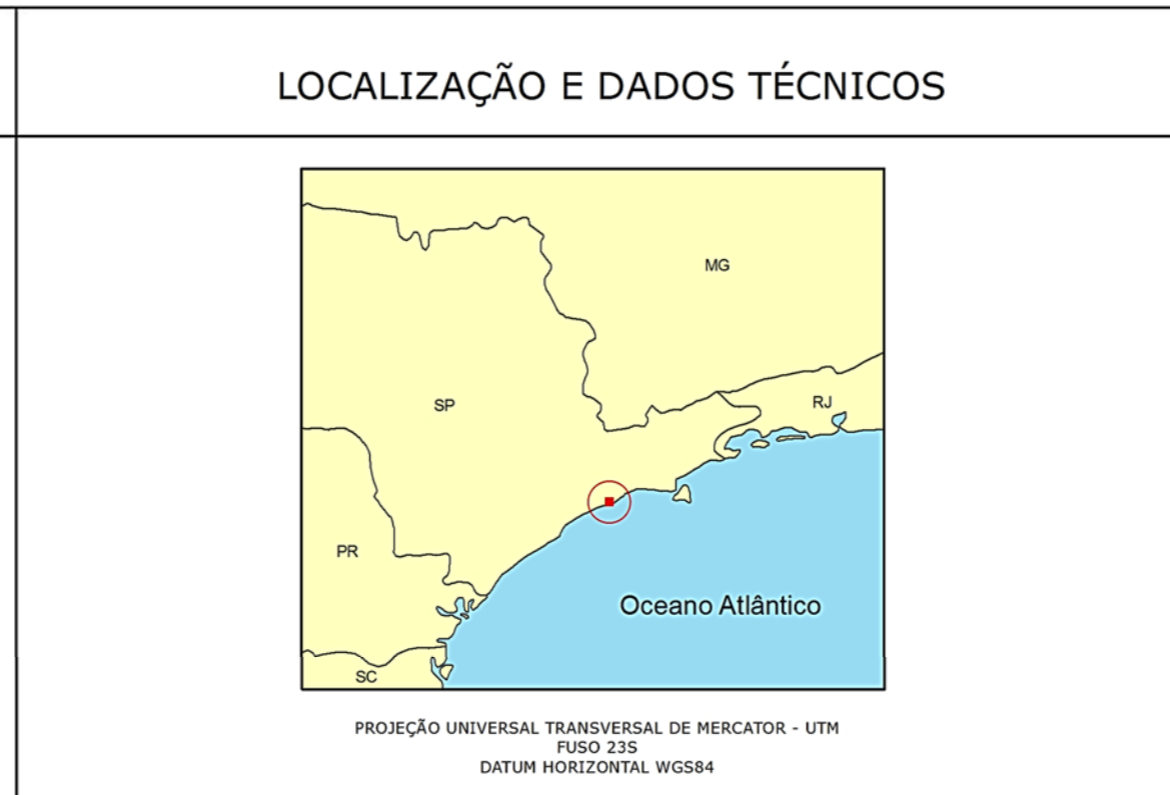 LOCALIZAÇÃO E DADOS TÉCNICOS
MG
SP
RJ
PR
Oceano Atlântico
SC
PROJEÇÃO UNIVERSAL TRANSVERSAL DE MERCATOR - UTM
FUSO 23S
DATUM HORIZONTAL WGS84